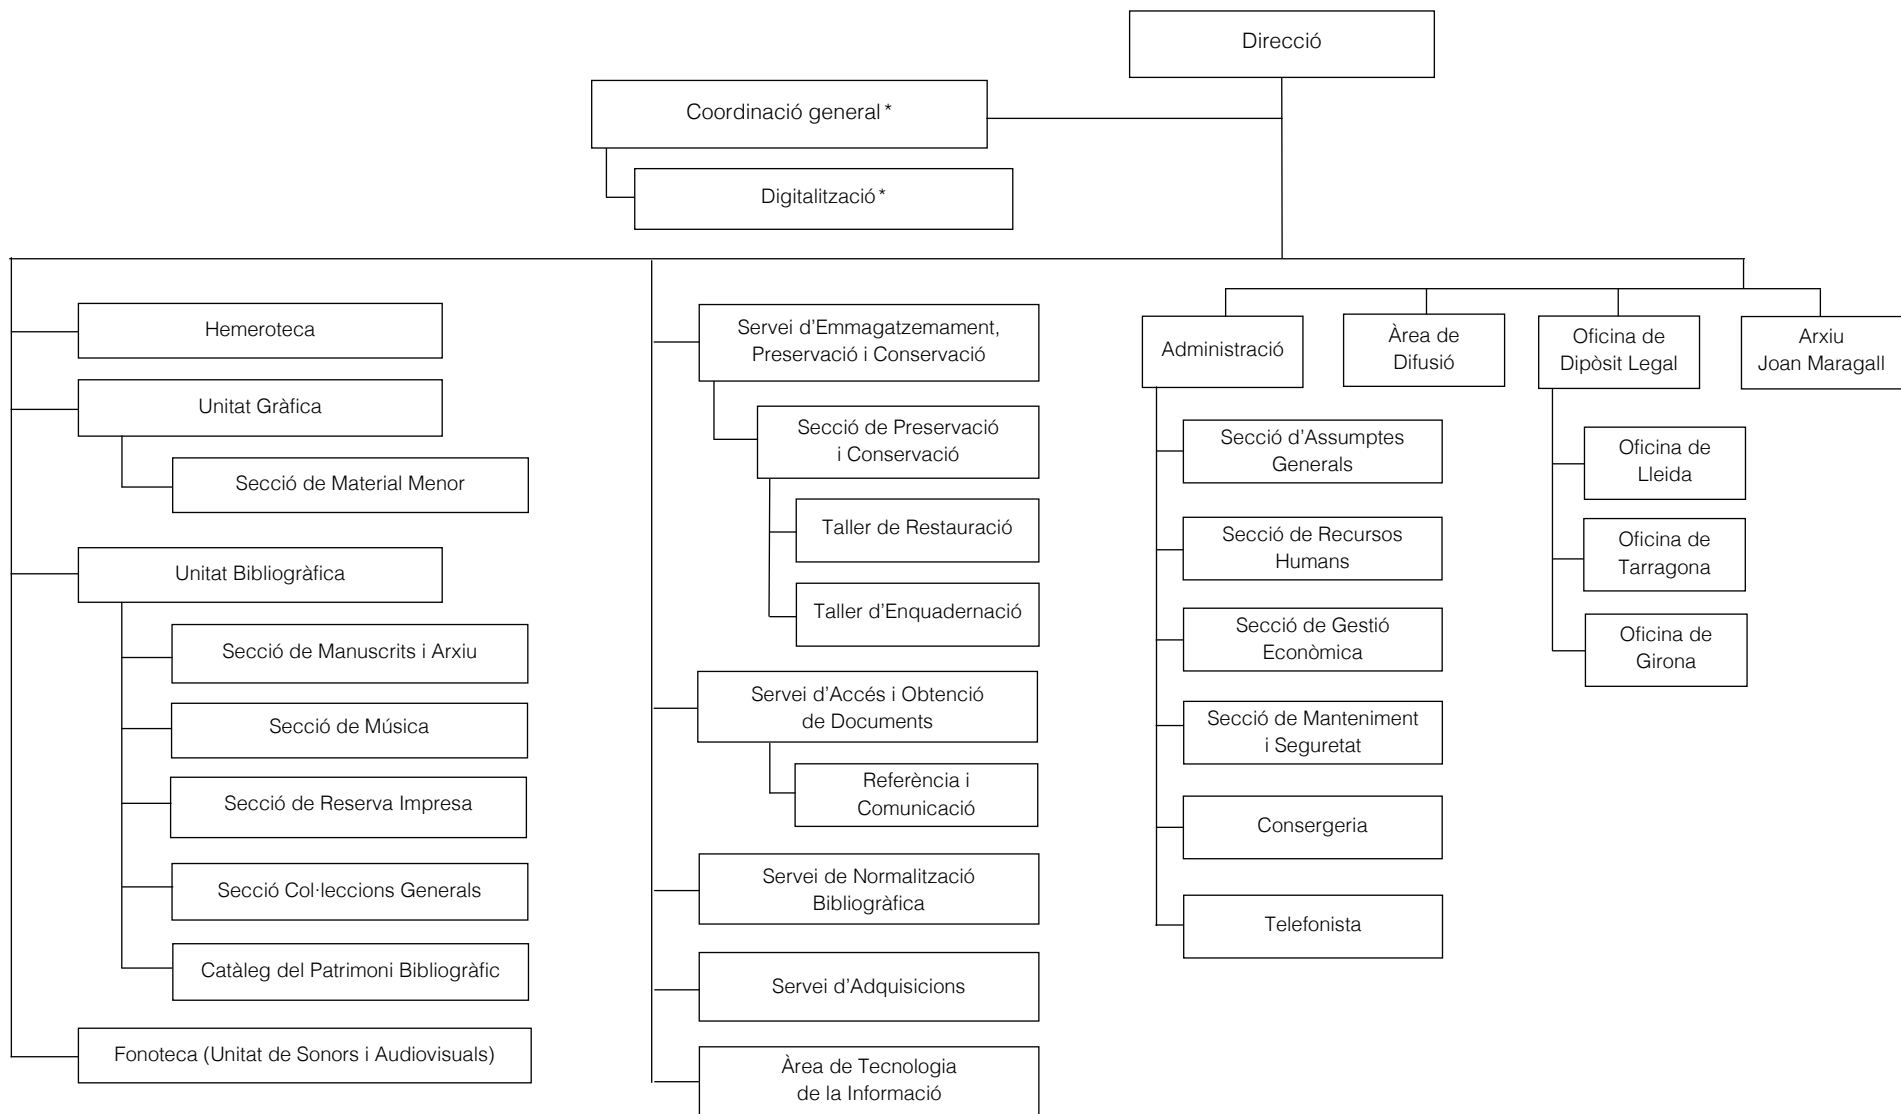 Direcció
Coordinació general *
Digitalització *
Hemeroteca
Unitat Gràfica
Secció de Material Menor
Unitat Bibliogràfica
Secció de Manuscrits i Arxiu
Secció de Música
Secció de Reserva Impresa
Secció Col·leccions Generals
Catàleg del Patrimoni Bibliogràfic
Fonoteca (Unitat de Sonors i Audiovisuals)
Servei d’Emmagatzemament,
Preservació i Conservació
Secció de Preservació
i Conservació
Taller de Restauració
Taller d’Enquadernació
Servei d’Accés i Obtenció
de Documents
Referència i
Comunicació
Servei de Normalització
Bibliogràfica
Servei d’Adquisicions
Àrea de Tecnologia
de la Informació
Administració
Secció d’Assumptes
Generals
Secció de Recursos
Humans
Secció de Gestió
Econòmica
Secció de Manteniment
i Seguretat
Consergeria
Telefonista
Àrea de
Difusió
Oficina de
Dipòsit Legal
Oficina de
Lleida
Oficina de
Tarragona
Oficina de
Girona
Arxiu
Joan Maragall